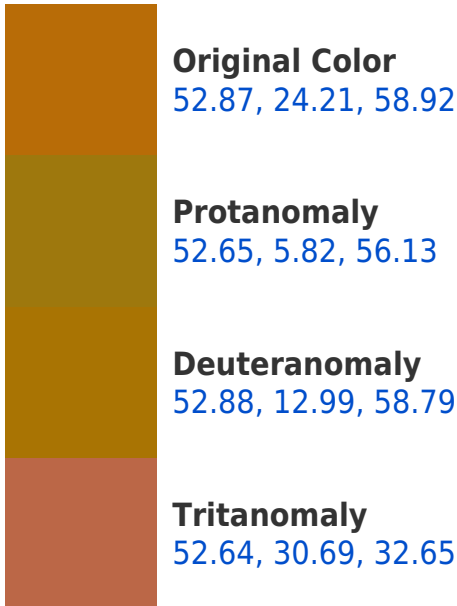 Original Color
52.87, 24.21, 58.92
Protanomaly
52.65, 5.82, 56.13
Deuteranomaly
52.88, 12.99, 58.79
Tritanomaly
52.64, 30.69, 32.65